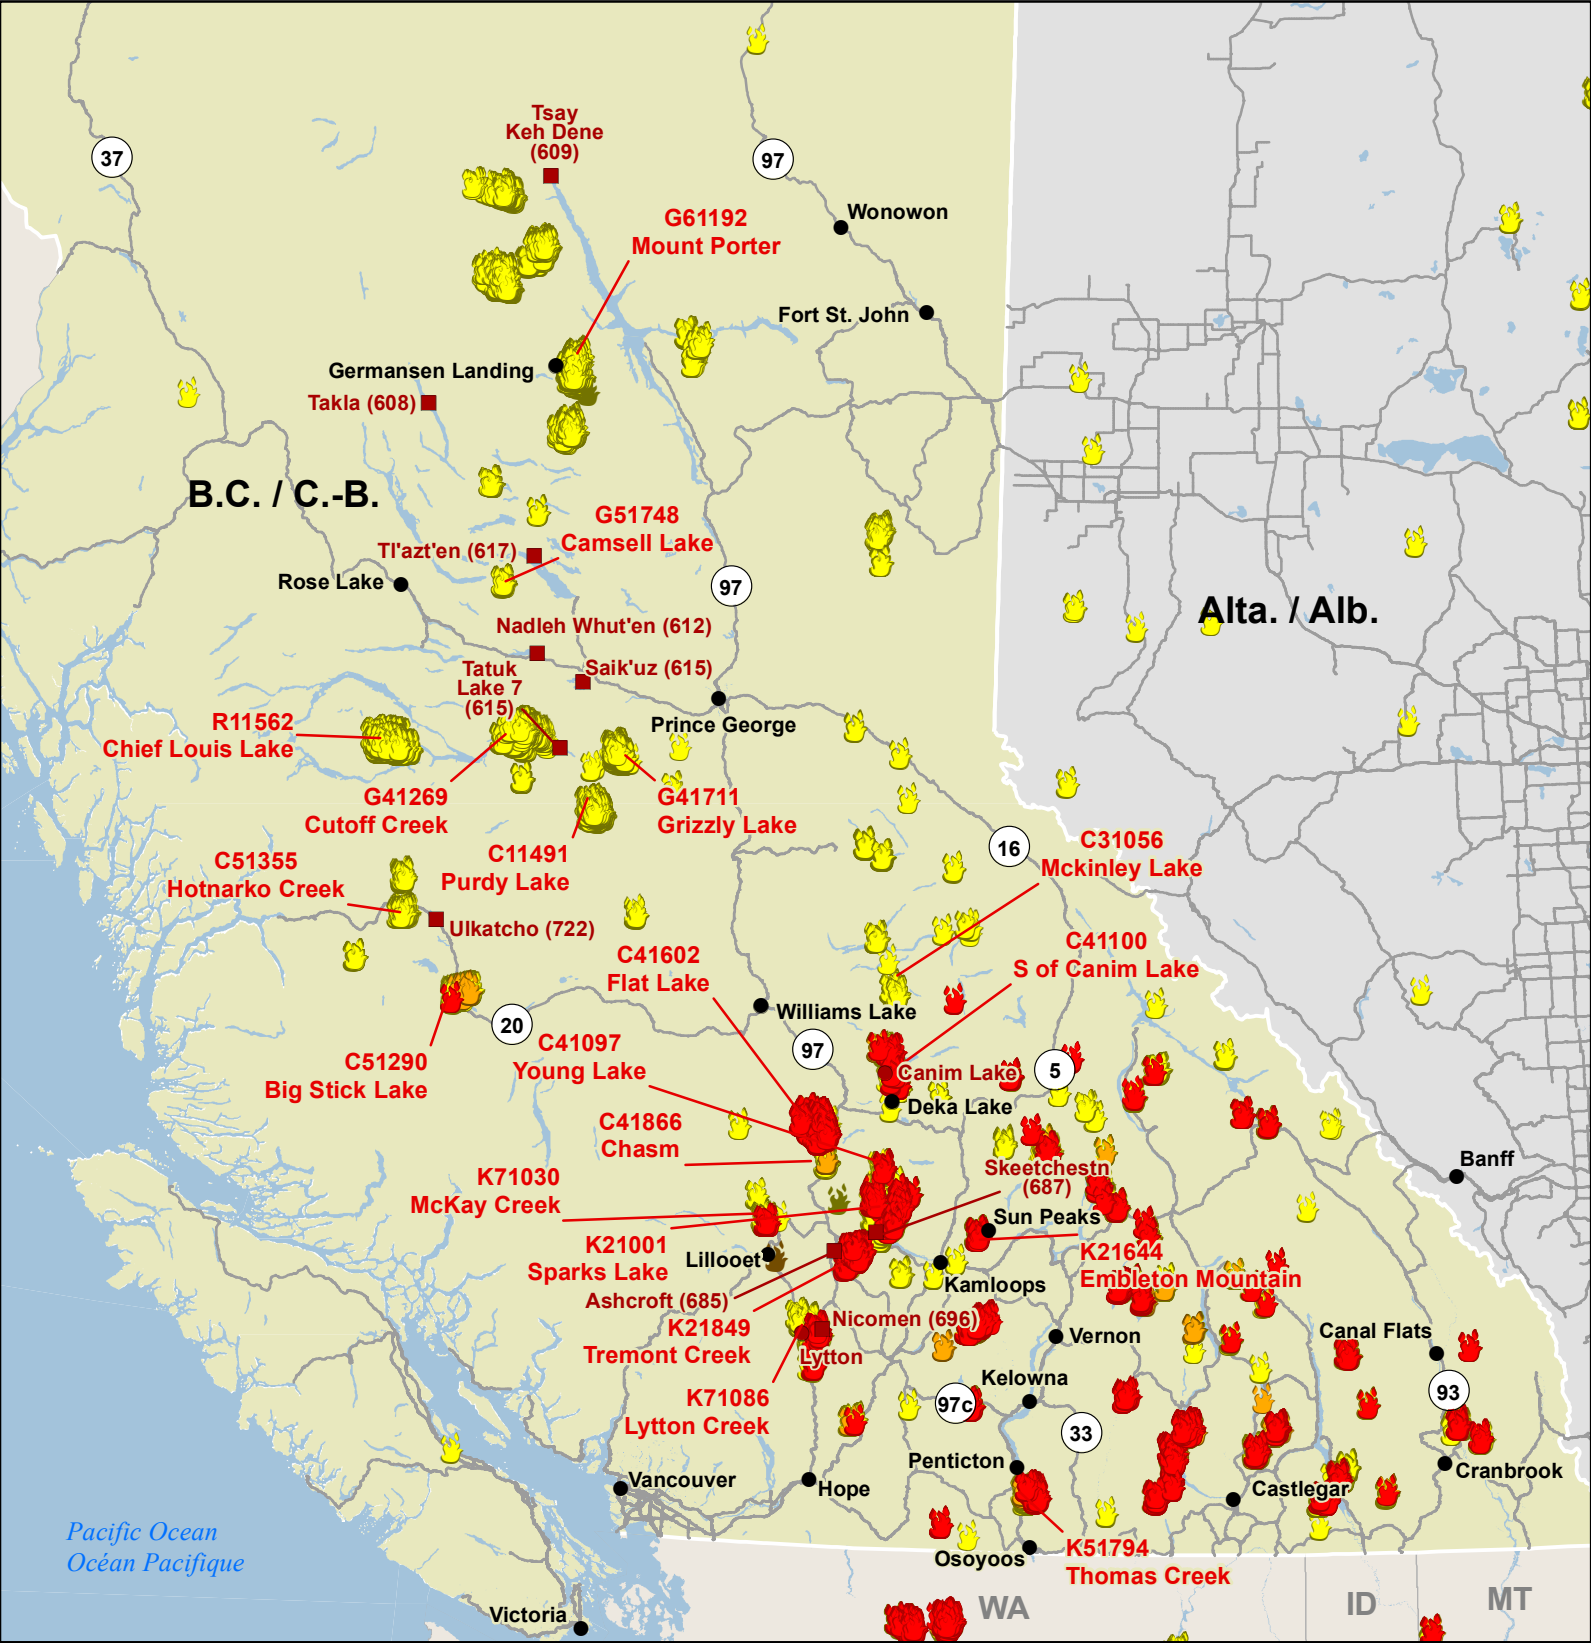 Tsay
Keh Dene
(609)
37
97
G61192
Mount Porter
Wonowon
Fort St. John
Germansen Landing
Takla (608)
B.C. / C.-B.
G51748
Camsell Lake
Tl'azt'en (617)
Rose Lake
97
Alta. / Alb.
Nadleh Whut'en (612)
Saik'uz (615)
Tatuk
Lake 7
(615)
Prince George
R11562
Chief Louis Lake
G41269
Cutoff Creek
G41711
Grizzly Lake
C11491
Purdy Lake
16
C31056
Mckinley Lake
C51355
Hotnarko Creek
Ulkatcho (722)
C41602
Flat Lake
C41100
S of Canim Lake
Williams Lake
20
97
C51290
Big Stick Lake
C41097
Young Lake
Canim Lake
5
Deka Lake
C41866
Chasm
Skeetchestn
(687)
Banff
K71030
McKay Creek
Sun Peaks
K21001
Sparks Lake
Lillooet
K21644
Embleton Mountain
Kamloops
Ashcroft (685)
K21849
Tremont Creek
Nicomen (696)
Lytton
Vernon
Canal Flats
K71086
Lytton Creek
Kelowna
97c
93
33
Penticton
Vancouver
Hope
Castlegar
Cranbrook
Pacific Ocean
Océan Pacifique
Osoyoos
K51794
Thomas Creek
Victoria
WA
ID
MT